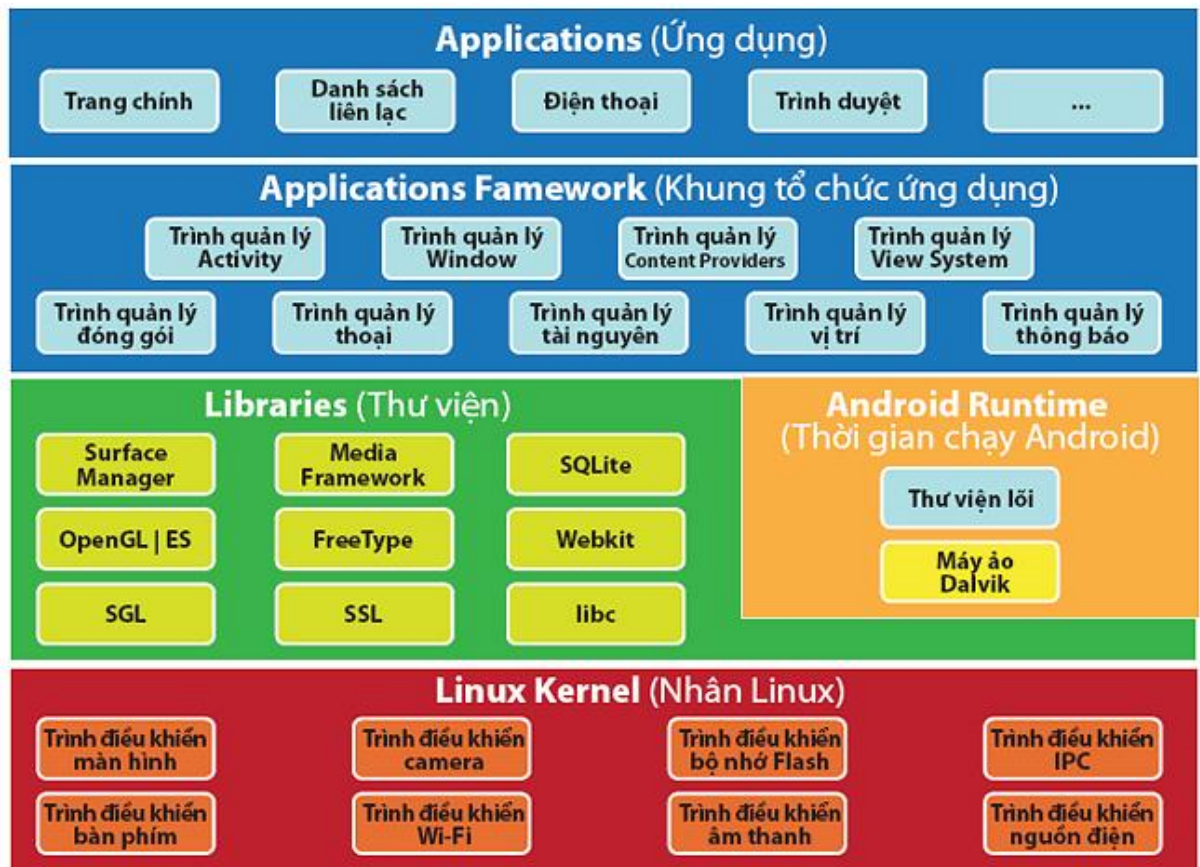 Applications (Ứng dụng)
Trang chính
Danh sách
liên lạc
Điện thoại
Trình duyệt
...
Applications Famework (Khung tổ chức ứng dụng)
Trình quản lý
Activity
Trình quản lý
Window
Trình quản lý
Content Providers
Trình quản lý
View System
Trình quản lý
đóng gói
Trình quản lý
thoại
Trình quản lý
tài nguyên
Trình quản lý
vị trí
Trình quản lý
thông báo
Libraries (Thư viện)
Surface
Manager
Media
Framework
SQLite
OpenGL | ES
FreeType
Webkit
SGL
SSL
libc
Android Runtime
(Thời gian chạy Android)
Thư viện lõi
Máy ảo
Dalvik
Linux Kernel (Nhân Linux)
Trình điều khiển
màn hình
Trình điều khiển
camera
Trình điều khiển
bộ nhớ Flash
Trình điều khiển
IPC
Trình điều khiển
bàn phím
Trình điều khiển
Wi-Fi
Trình điều khiển
âm thanh
Trình điều khiển
nguồn điện